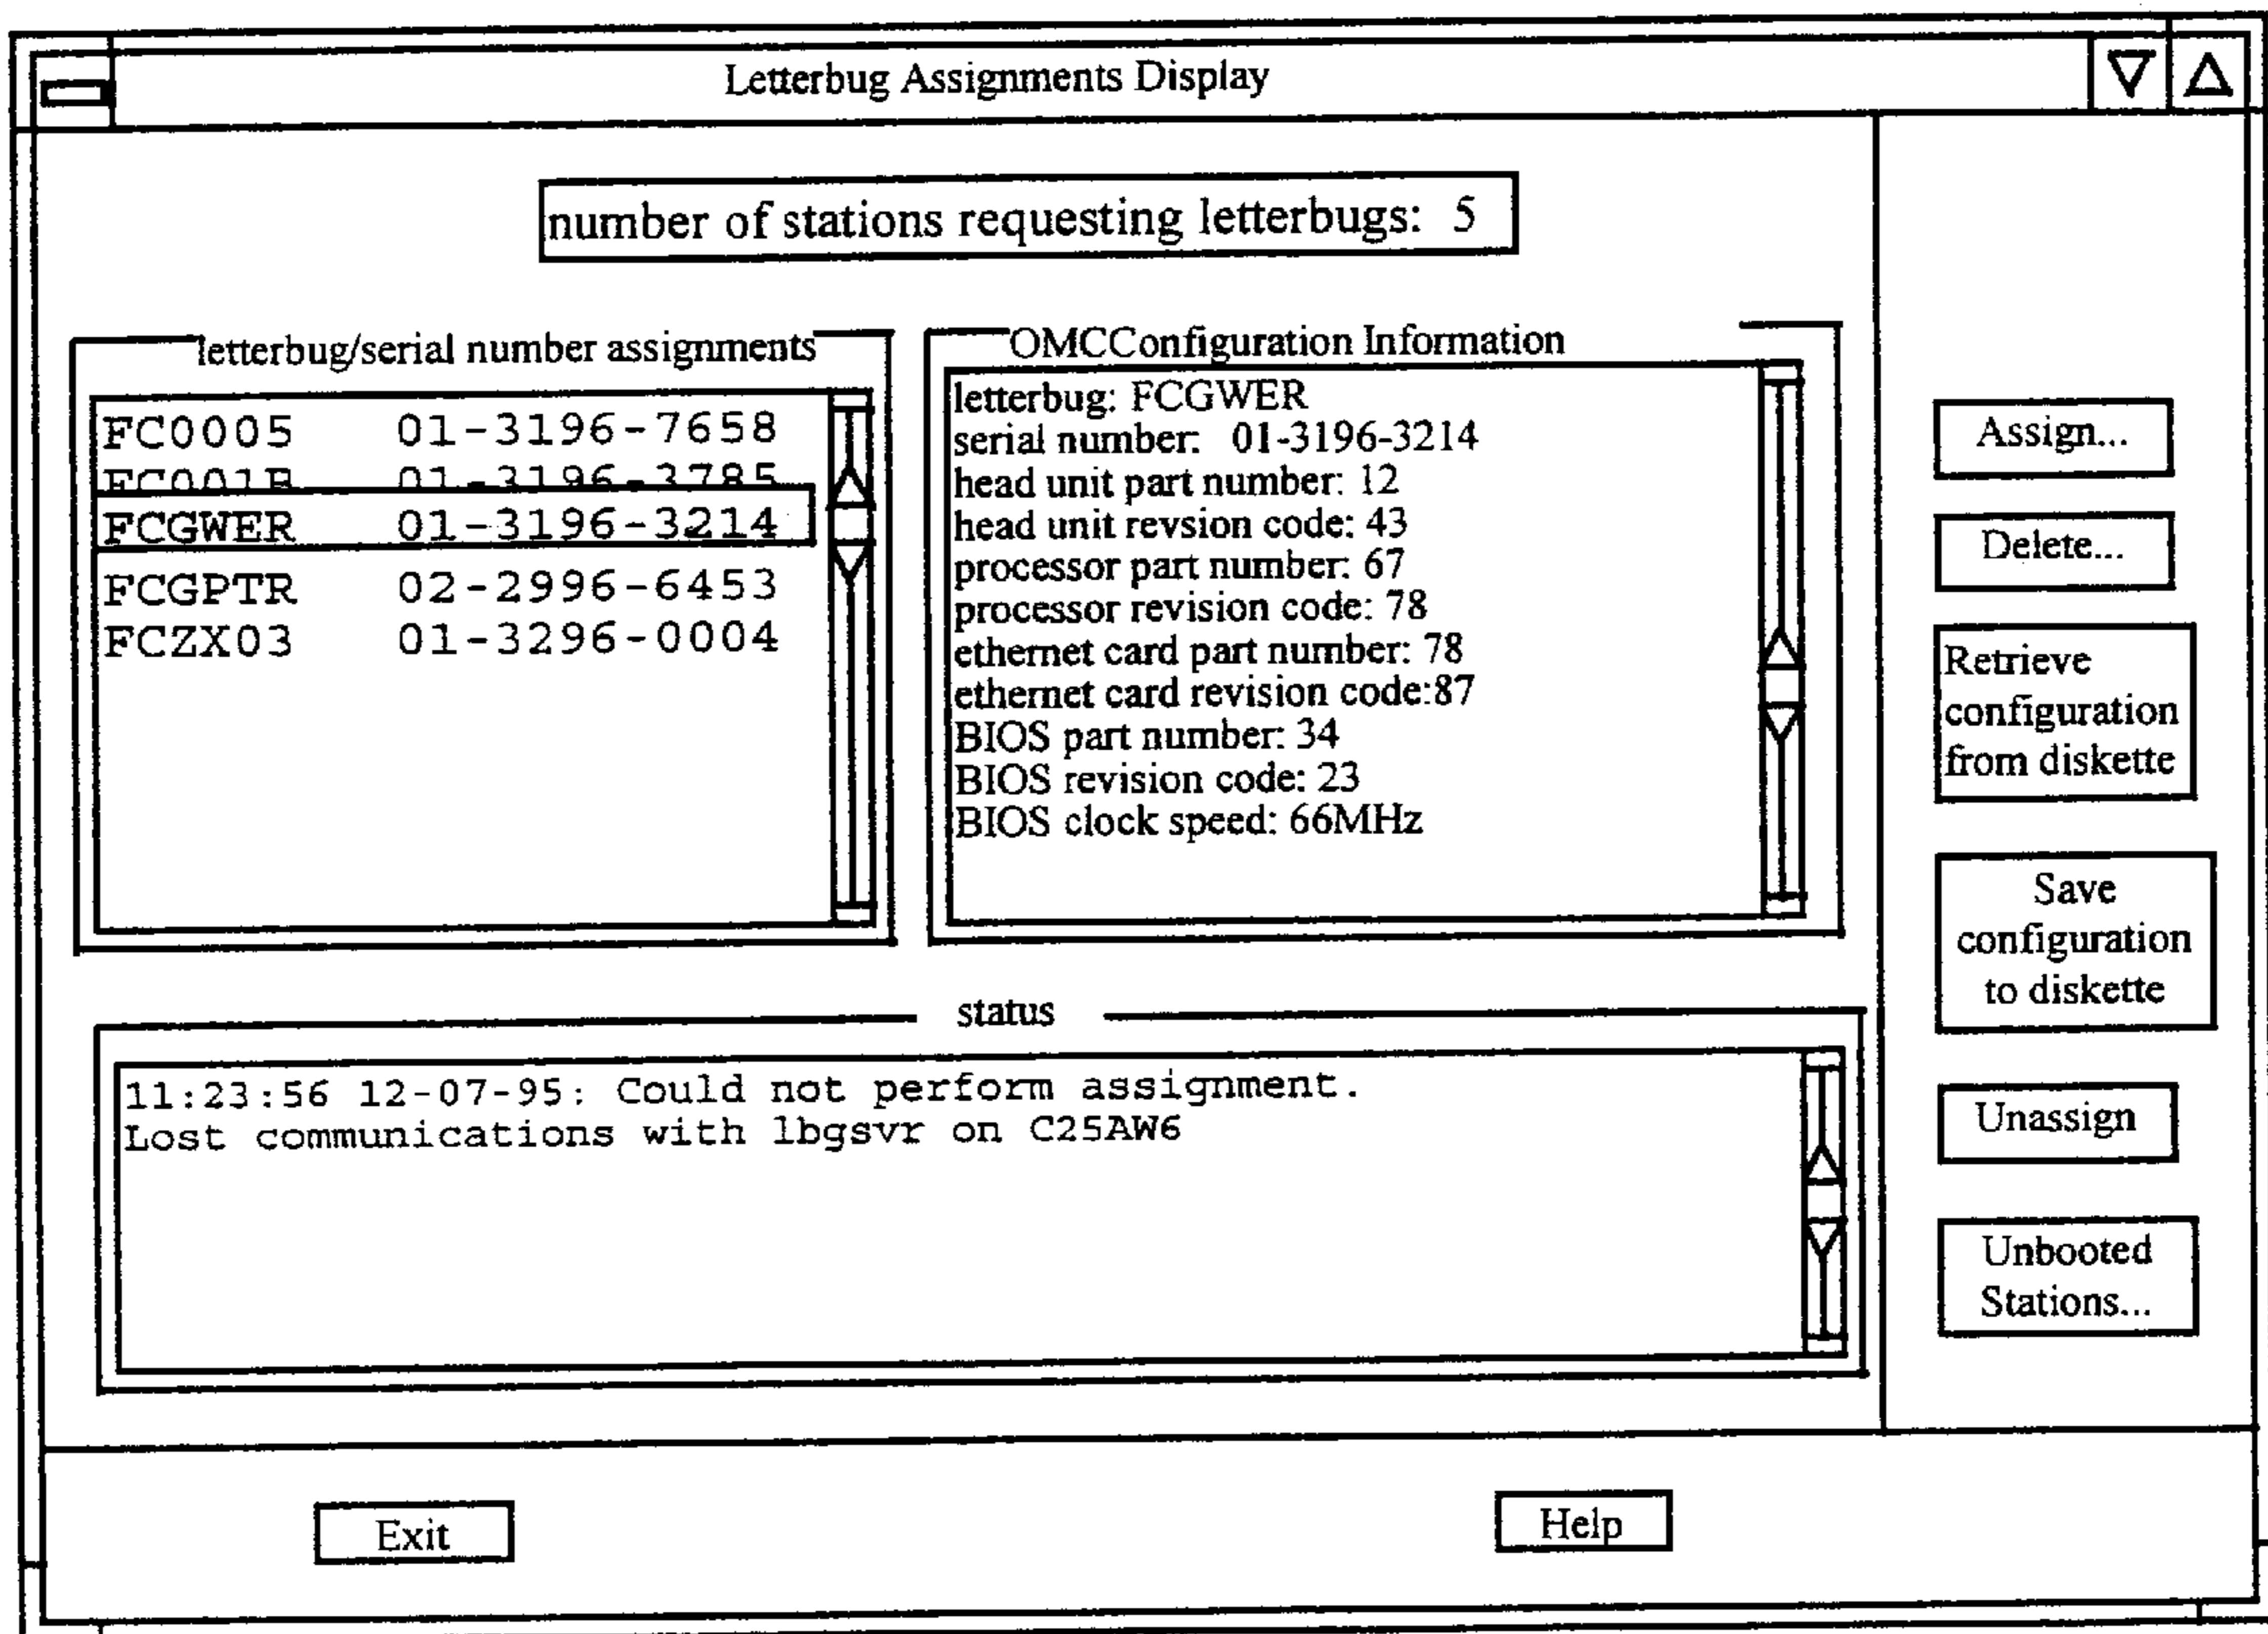 Letterbug Assignments Display
number of stations requesting letterbugs: 5
letterbug/serial number assignments
FC0005 01-3196-7658
FC001B 01-3196-3785
FCGWER 01-3196-3214
FCGPTR 02-2996-6453
FCZX03 01-3296-0004
OMCConfiguration Information
letterbug: FCGWER
serial number: 01-3196-3214
head unit part number: 12
head unit revsion code: 43
processor part number: 67
processor revision code: 78
ethernet card part number: 78
ethernet card revision code:87
BIOS part number: 34
BIOS revision code: 23
BIOS clock speed: 66MHz
Assign...
Delete...
Retrieve
configuration
from diskette
Save
configuration
to diskette
Unassign
Unbooted
Stations...
status
11:23:56 12-07-95: Could not perform assignment.
Lost communications with lbgsvr on C25AW6
Exit
Help